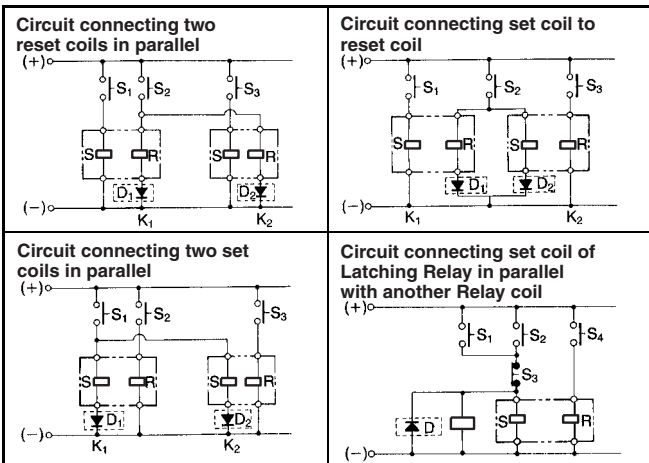 Circuit connecting two
reset coils in parallel
(+)
S1 S2 S3
S R S R
D1 D2
(−)
K1 K2
Circuit connecting set coil to
reset coil
(+)
S1 S2 S3
S R S R
D1 D2
(−)
K1 K2
Circuit connecting two set
coils in parallel
(+)
S1 S2 S3
S R S R
D1 D2
(−)
K1 K2
Circuit connecting set coil of
Latching Relay in parallel
with another Relay coil
(+)
S1 S2 S4
S3
D S R
(−)